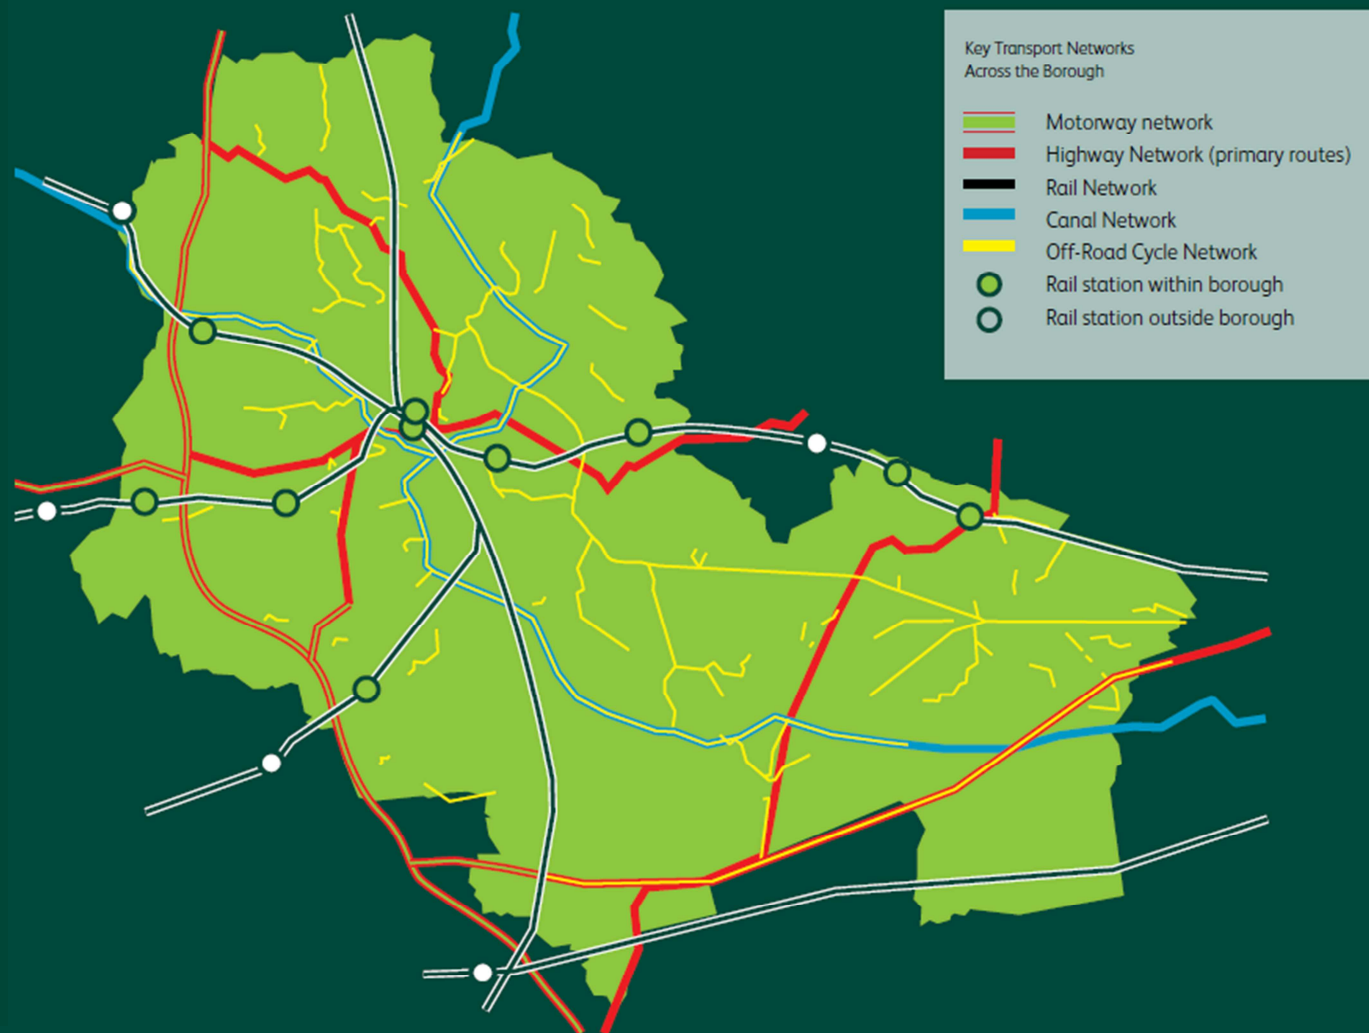 Key Transport Networks
Across the Borough
Motorway network
Highway Network (primary routes)
Rail Network
Canal Network
Off-Road Cycle Network
Rail station within borough
Rail station outside borough